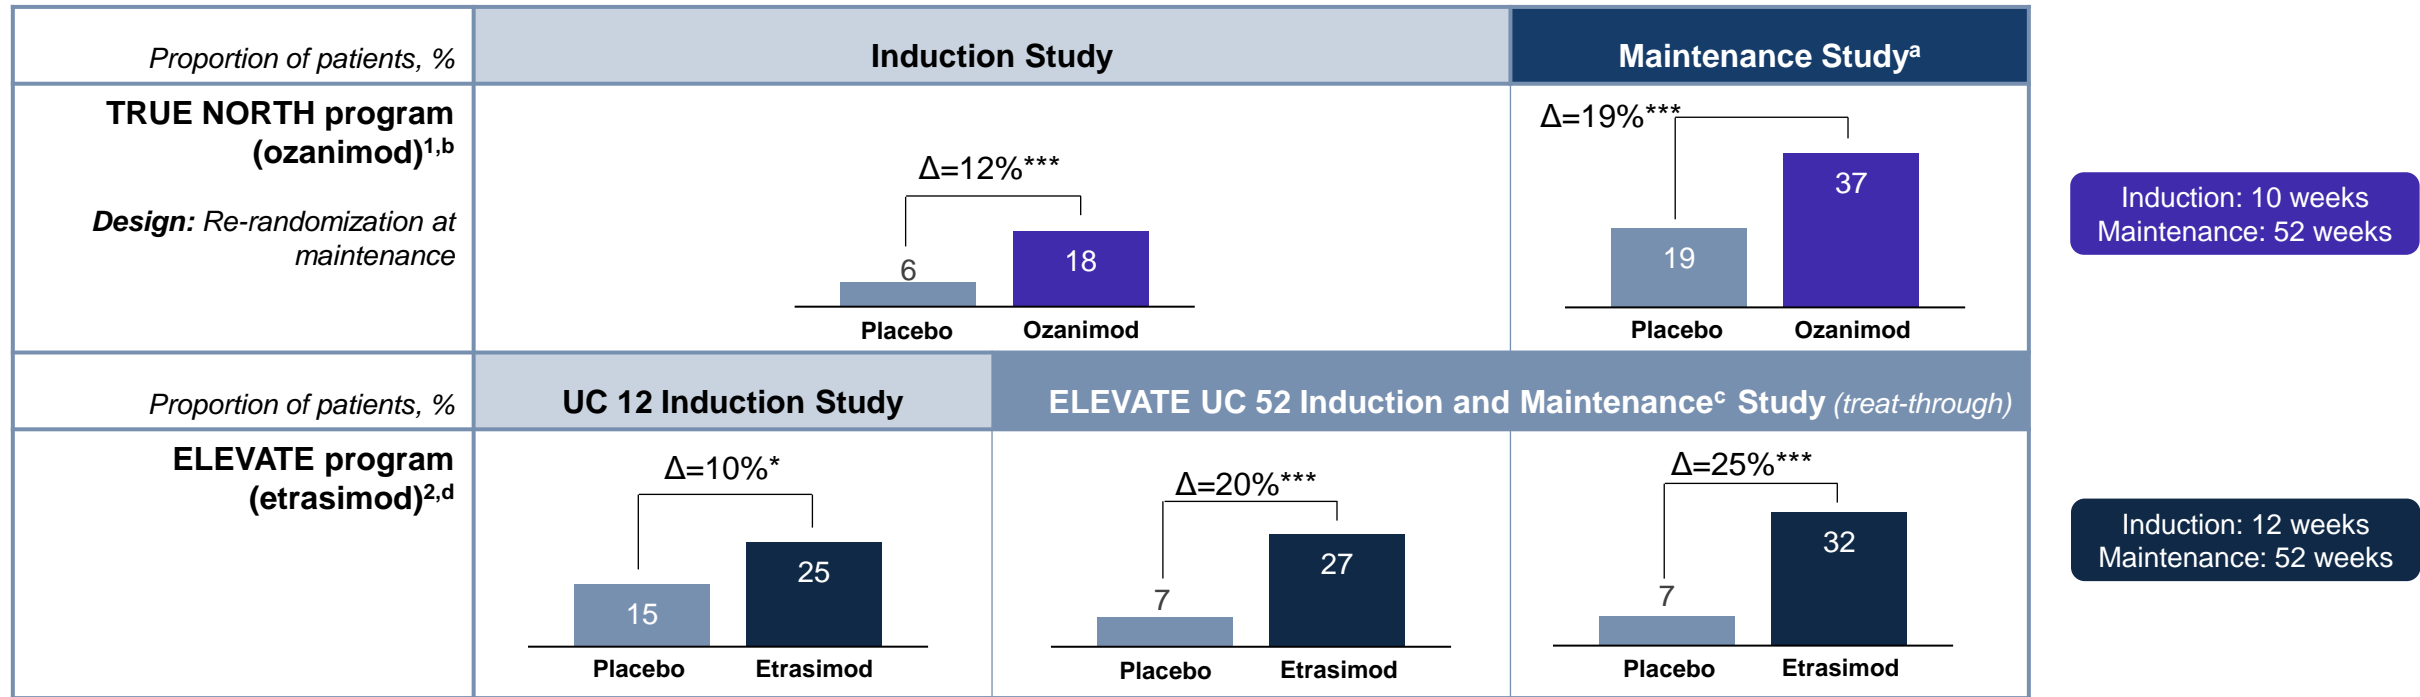 Proportion of patients, %
Induction Study
Maintenance Studyᵃ
TRUE NORTH program
(ozanimod)¹,ᵇ
Design: Re-randomization at
maintenance
Δ=12%***
6
18
Placebo
Ozanimod
Δ=19%***
19
37
Placebo
Ozanimod
Induction: 10 weeks
Maintenance: 52 weeks
Proportion of patients, %
UC 12 Induction Study
ELEVATE UC 52 Induction and Maintenanceᶜ Study (treat-through)
ELEVATE program
(etrasimod)²,ᵈ
Δ=10%*
15
25
Placebo
Etrasimod
Δ=20%***
7
27
Placebo
Etrasimod
Δ=25%***
7
32
Placebo
Etrasimod
Induction: 12 weeks
Maintenance: 52 weeks